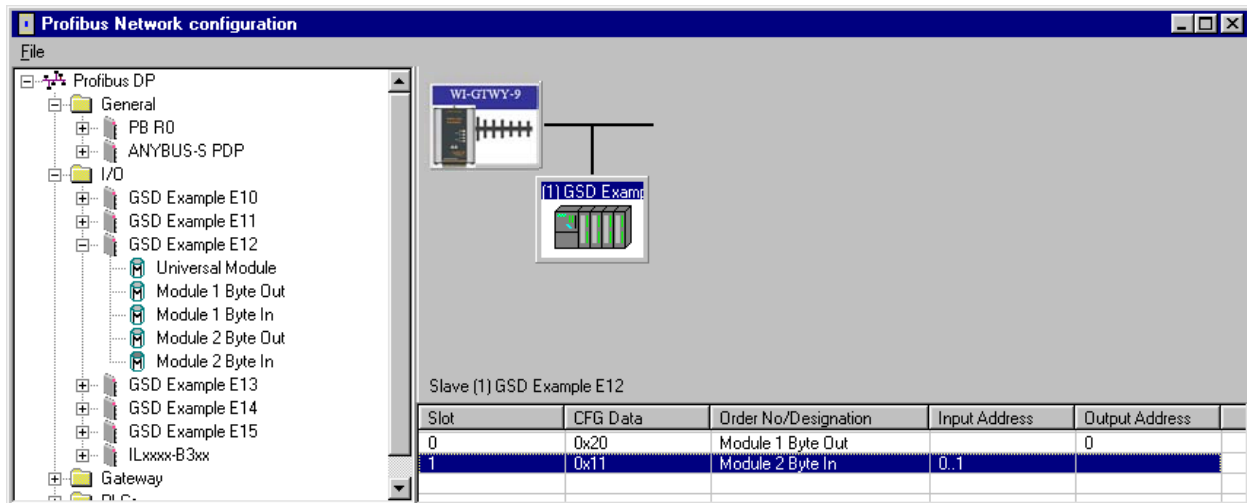 Profibus Network configuration
File
Profibus DP
General
PB R0
ANYBUS-S PDP
I/O
GSD Example E10
GSD Example E11
GSD Example E12
Universal Module
Module 1 Byte Out
Module 1 Byte In
Module 2 Byte Out
Module 2 Byte In
GSD Example E13
GSD Example E14
GSD Example E15
ILxxxx-B3xx
Gateway
WI-GTWY-9
(1) GSD Examp
Slave (1) GSD Example E12
Slot CFG Data Order No/Designation Input Address Output Address
0 0x20 Module 1 Byte Out 0
1 0x11 Module 2 Byte In 0..1